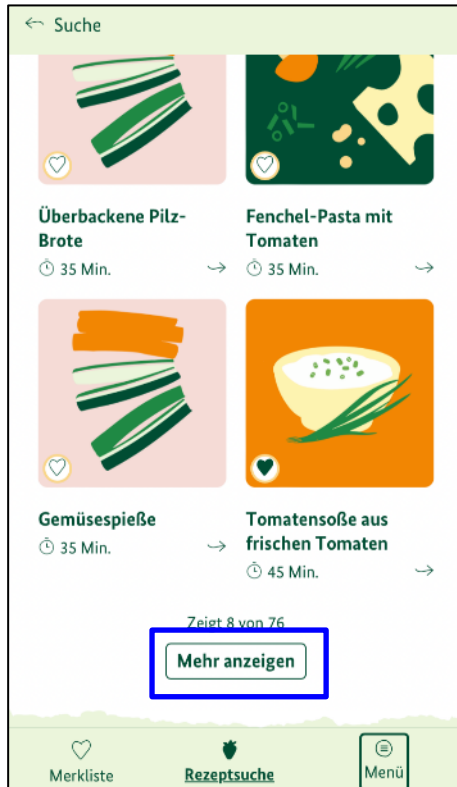 Suche
Überbackene Pilz-
Brote
35 Min.
Fenchel-Pasta mit
Tomaten
35 Min.
Gemüsespieße
35 Min.
Tomatensoße aus
frischen Tomaten
45 Min.
Zeigt 8 von 76
Mehr anzeigen
Merkliste
Rezeptsuche
Menü